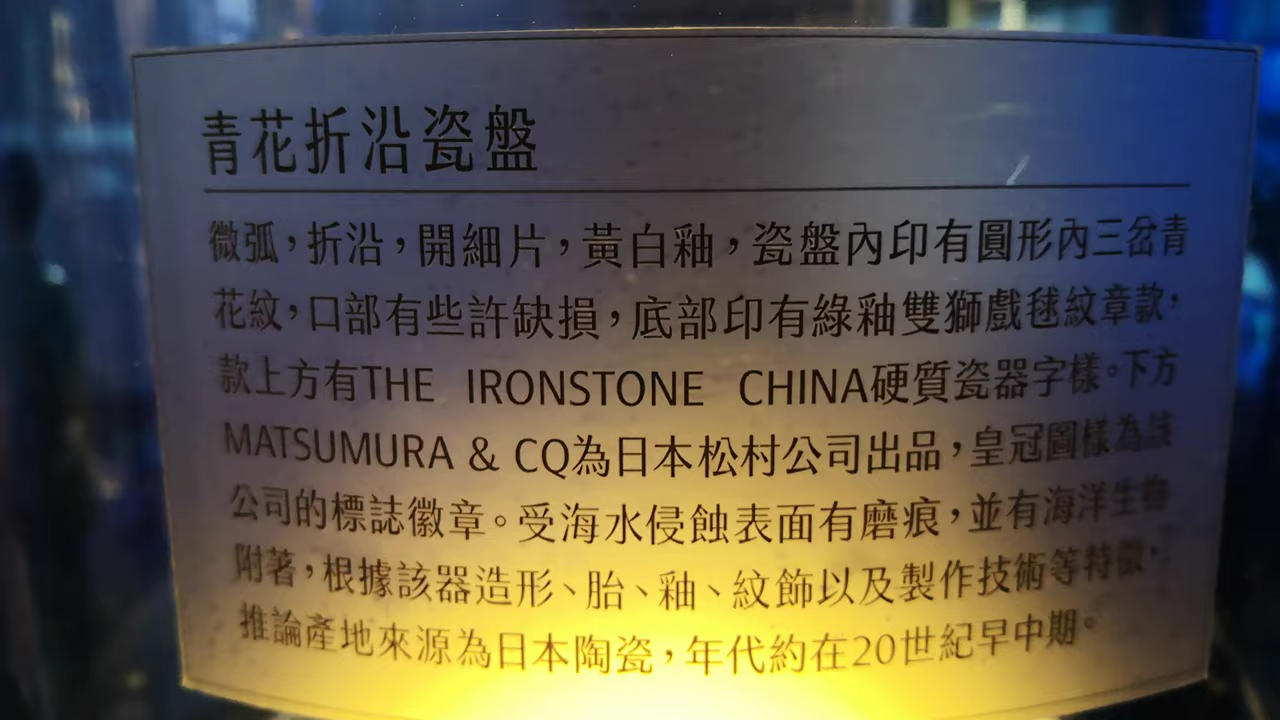 青花折沿瓷盤
微弧，折沿，開細片，黃白釉，瓷盤內印有圓形內三岔青
花紋，口部有些許缺損，底部印有綠釉雙獅戲毬紋章款，
款上方有THE IRONSTONE CHINA硬質瓷器字樣。下方
MATSUMURA & CQ為日本松村公司出品，皇冠圖樣為該
公司的標誌徽章。受海水侵蝕表面有磨痕，並有海洋生物
附著，根據該器造形、胎、釉、紋飾以及製作技術等特徵，
推論產地來源為日本陶瓷，年代約在20世紀早中期。